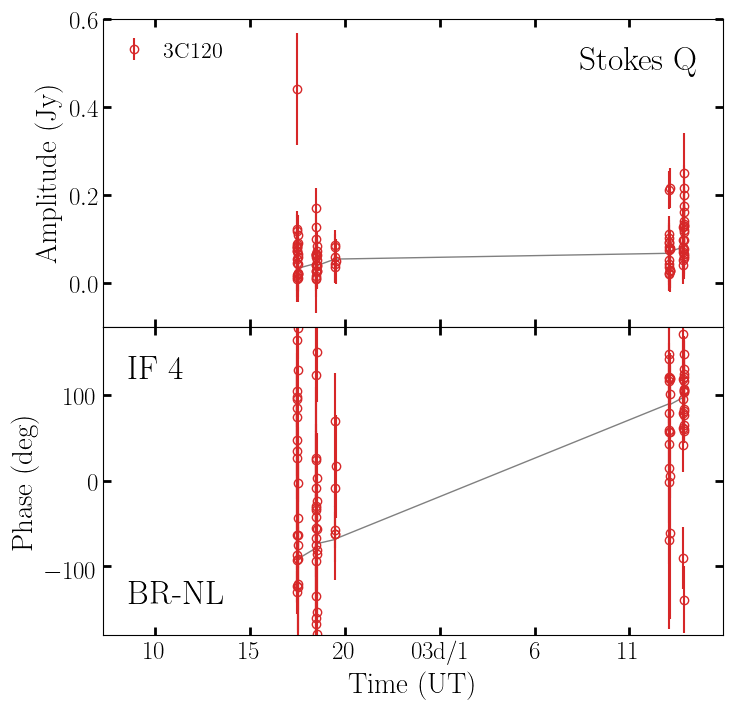 0.6
3C120
Stokes Q
0.4
0.2
0.0
Amplitude (Jy)
IF 4
100
0
−100
Phase (deg)
BR-NL
10 15 20 03d/1 6 11
Time (UT)